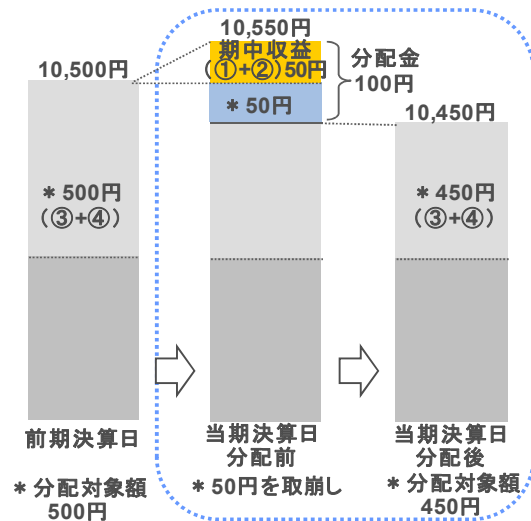 10,550円
期中収益
(①+②)50円
分配金
100円
10,500円
＊50円
10,450円
＊500円
(③+④)
＊450円
(③+④)
前期決算日
当期決算日
分配前
当期決算日
分配後
＊分配対象額
500円
＊50円を取崩し
＊分配対象額
450円